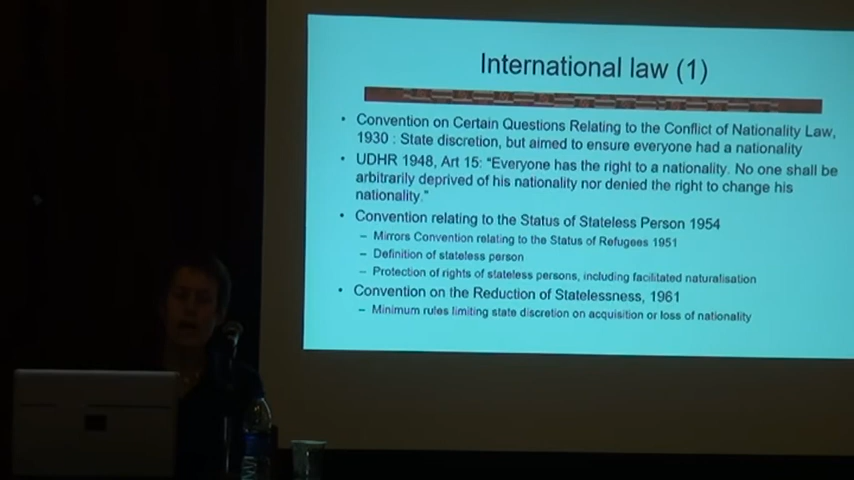 International law (1)
• Convention on Certain Questions Relating to the Conflict of Nationality Law,
1930 : State discretion, but aimed to ensure everyone had a nationality
• UDHR 1948, Art 15: "Everyone has the right to a nationality. No one shall be
arbitrarily deprived of his nationality nor denied the right to change his
nationality."
• Convention relating to the Status of Stateless Person 1954
– Mirrors Convention relating to the Status of Refugees 1951
– Definition of stateless person
– Protection of rights of stateless persons, including facilitated naturalisation
• Convention on the Reduction of Statelessness, 1961
– Minimum rules limiting state discretion on acquisition or loss of nationality